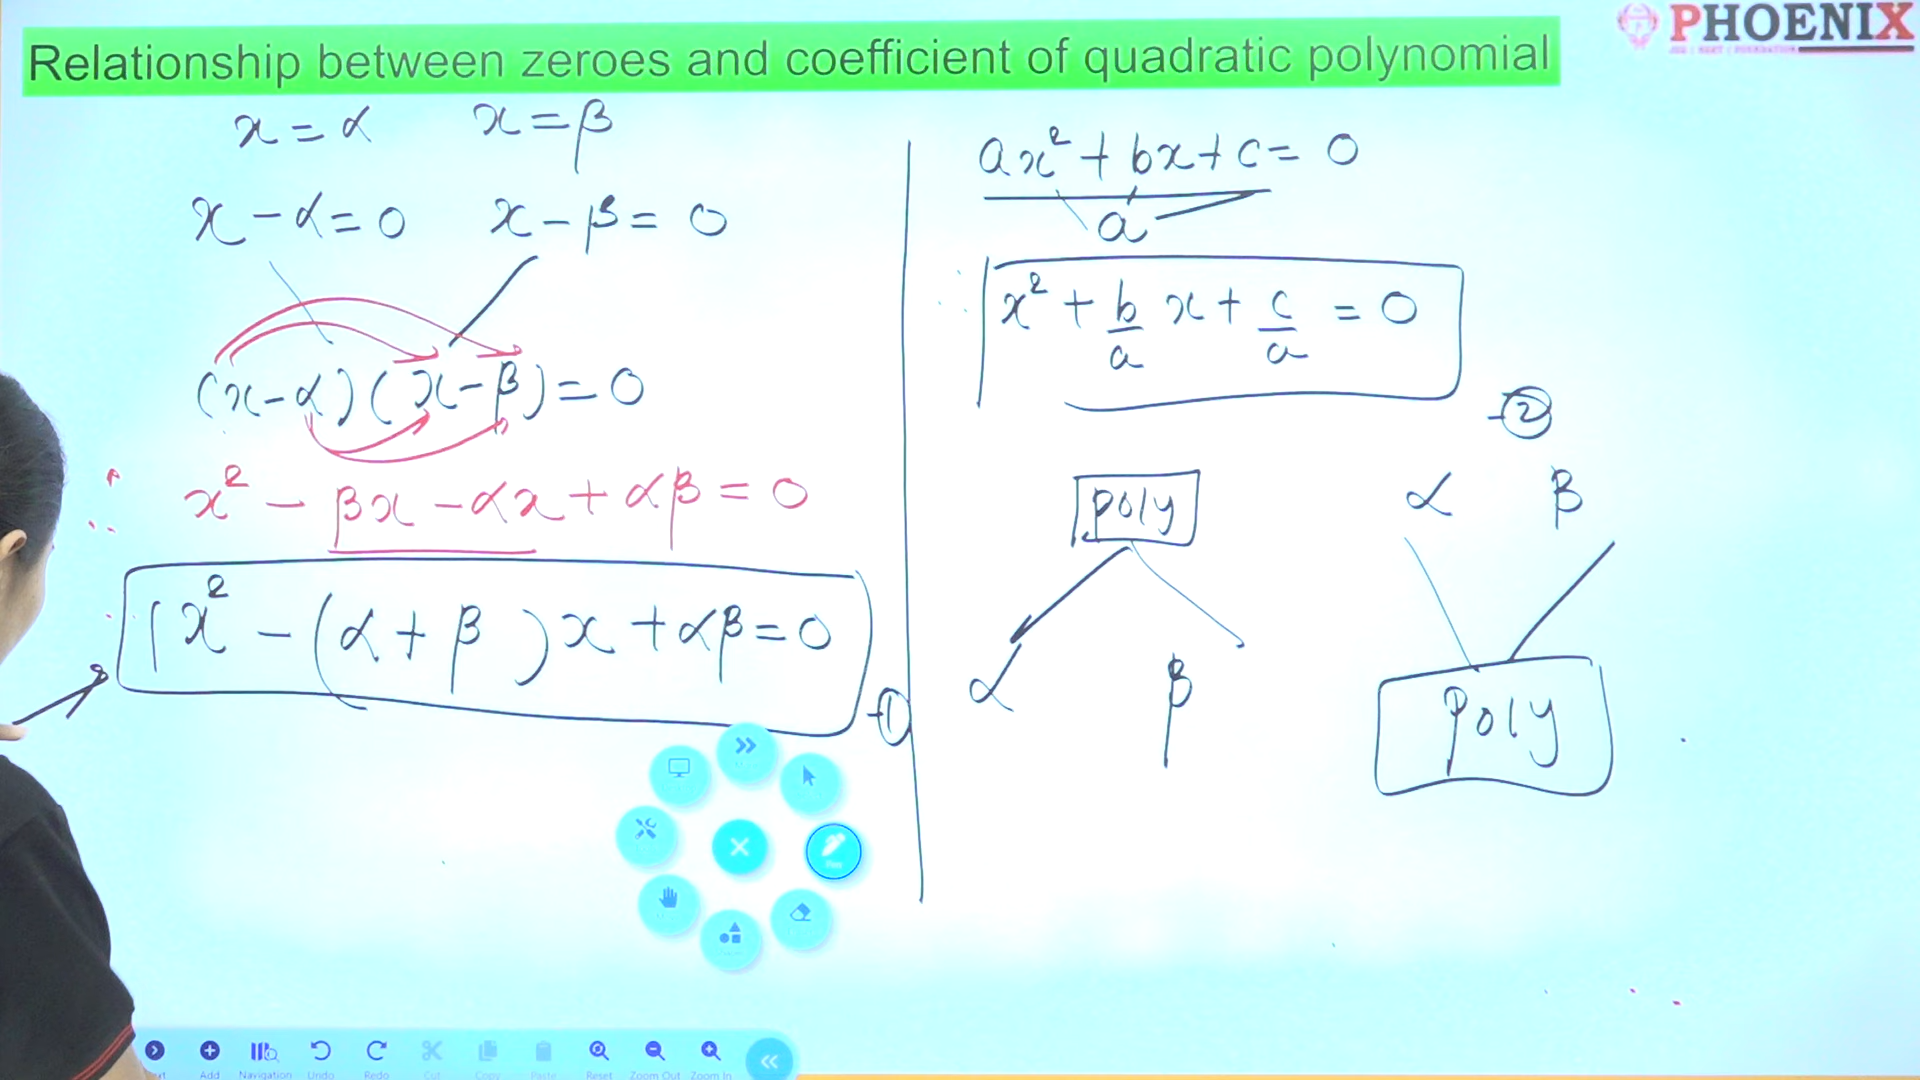 Relationship between zeroes and coefficient of quadratic polynomial
PHOENIX
x = α x = β
x - α = 0 x - β = 0
(x - α)(x - β) = 0
x² - βx - αx + αβ = 0
x² - (α + β)x + αβ = 0
-①
ax² + bx + c = 0
a
x² + b/a x + c/a = 0
-②
poly
α β
α β
poly
Add Navigation Undo Redo Cut Copy Paste Reset Zoom Out Zoom In